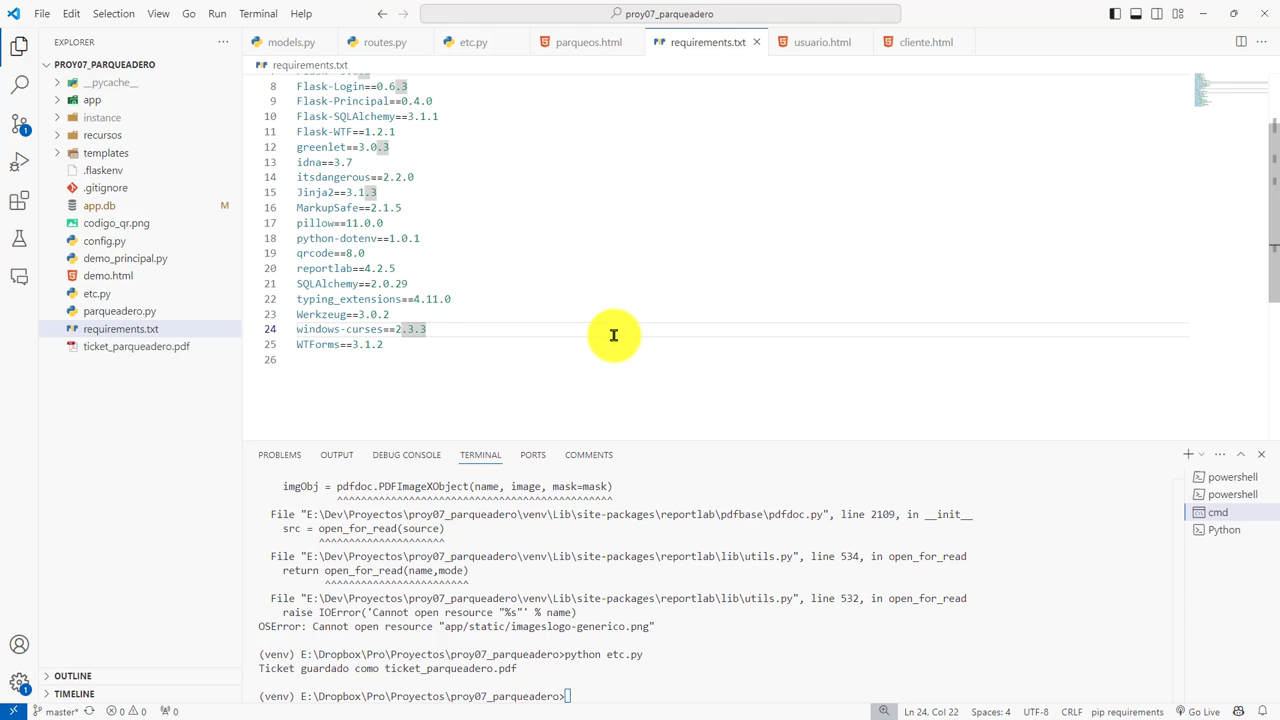 File Edit Selection View Go Run Terminal Help
proy07_parqueadero
EXPLORER
models.py routes.py etc.py parqueos.html requirements.txt usuario.html cliente.html
PROY07_PARQUEADERO
requirements.txt
__pycache__
app
instance
recursos
templates
.flaskenv
.gitignore
app.db M
codigo_qr.png
config.py
demo_principal.py
demo.html
etc.py
parqueadero.py
requirements.txt
ticket_parqueadero.pdf
OUTLINE
TIMELINE
8 Flask-Login==0.6.3
9 Flask-Principal==0.4.0
10 Flask-SQLAlchemy==3.1.1
11 Flask-WTF==1.2.1
12 greenlet==3.0.3
13 idna==3.7
14 itsdangerous==2.2.0
15 Jinja2==3.1.3
16 MarkupSafe==2.1.5
17 pillow==11.0.0
18 python-dotenv==1.0.1
19 qrcode==8.0
20 reportlab==4.2.5
21 SQLAlchemy==2.0.29
22 typing_extensions==4.11.0
23 Werkzeug==3.0.2
24 windows-curses==2.3.3
25 WTForms==3.1.2
26
PROBLEMS OUTPUT DEBUG CONSOLE TERMINAL PORTS COMMENTS
imgObj = pdfdoc.PDFImageXObject(name, image, mask=mask)
^^^^^^^^^^^^^^^^^^^^^^^^^^^^^^^^^^^^^^^^^^^^^^
File "E:\Dev\Proyectos\proy07_parqueadero\venv\Lib\site-packages\reportlab\pdfbase\pdfdoc.py", line 2109, in __init__
src = open_for_read(source)
^^^^^^^^^^^^^^^^^^^^^
File "E:\Dev\Proyectos\proy07_parqueadero\venv\Lib\site-packages\reportlab\lib\utils.py", line 534, in open_for_read
return open_for_read(name,mode)
^^^^^^^^^^^^^^^^^^^^^^^^
File "E:\Dev\Proyectos\proy07_parqueadero\venv\Lib\site-packages\reportlab\lib\utils.py", line 532, in open_for_read
raise IOError('Cannot open resource "%s"' % name)
OSError: Cannot open resource "app/static/imageslogo-generico.png"
(venv) E:\Dropbox\Pro\Proyectos\proy07_parqueadero>python etc.py
Ticket guardado como ticket_parqueadero.pdf
(venv) E:\Dropbox\Pro\Proyectos\proy07_parqueadero>
powershell
powershell
cmd
Python
master* 0 0 0 Ln 24, Col 22 Spaces: 4 UTF-8 CRLF pip requirements Go Live